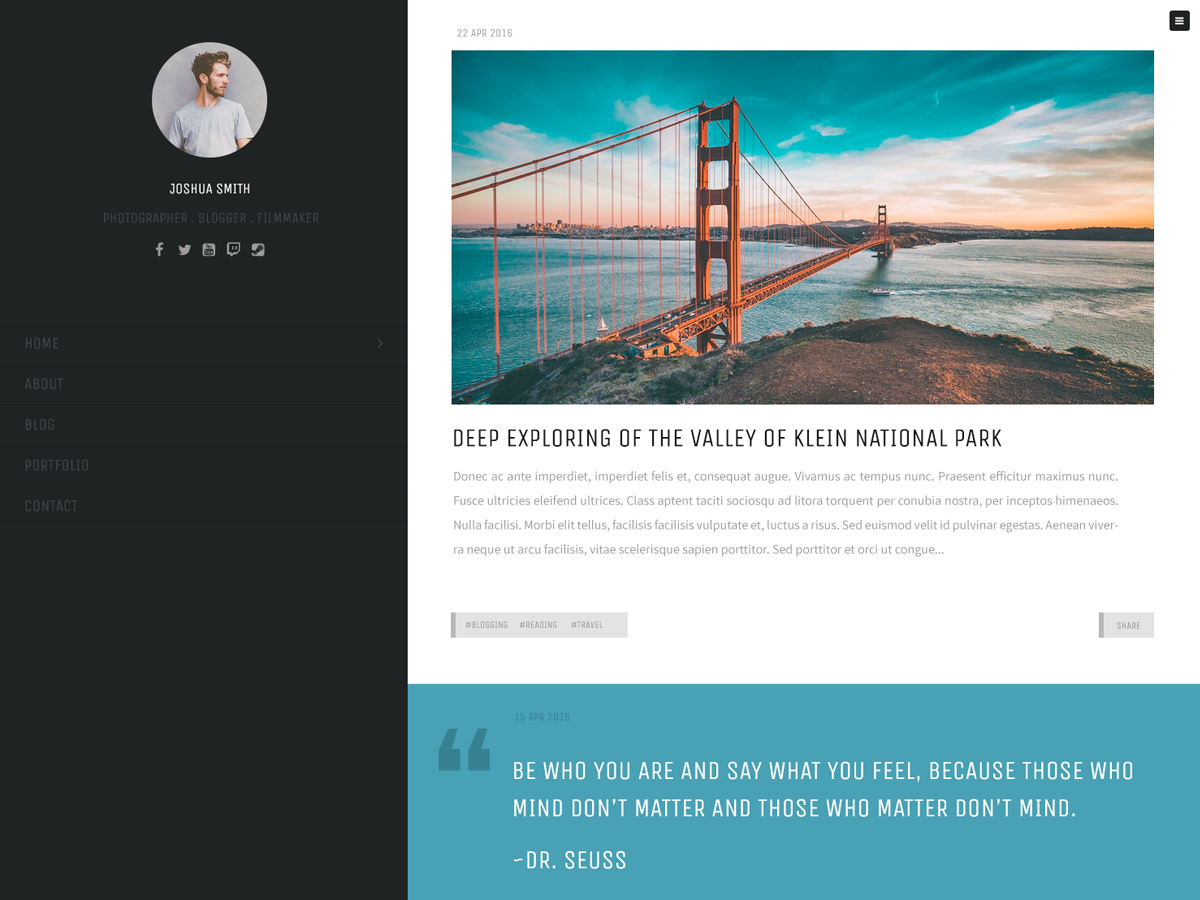 JOSHUA SMITH
PHOTOGRAPHER . BLOGGER . FILMMAKER
HOME
ABOUT
BLOG
PORTFOLIO
CONTACT
22 APR 2016
DEEP EXPLORING OF THE VALLEY OF KLEIN NATIONAL PARK
Donec ac ante imperdiet, imperdiet felis et, consequat augue. Vivamus ac tempus nunc. Praesent efficitur maximus nunc.
Fusce ultricies eleifend ultrices. Class aptent taciti sociosqu ad litora torquent per conubia nostra, per inceptos himenaeos.
Nulla facilisi. Morbi elit tellus, facilisis facilisis vulputate et, luctus a risus. Sed euismod velit id pulvinar egestas. Aenean viver-
ra neque ut arcu facilisis, vitae scelerisque sapien porttitor. Sed porttitor et orci ut congue...
#BLOGGING #READING #TRAVEL
SHARE
15 APR 2016
BE WHO YOU ARE AND SAY WHAT YOU FEEL, BECAUSE THOSE WHO
MIND DON’T MATTER AND THOSE WHO MATTER DON’T MIND.
~DR. SEUSS